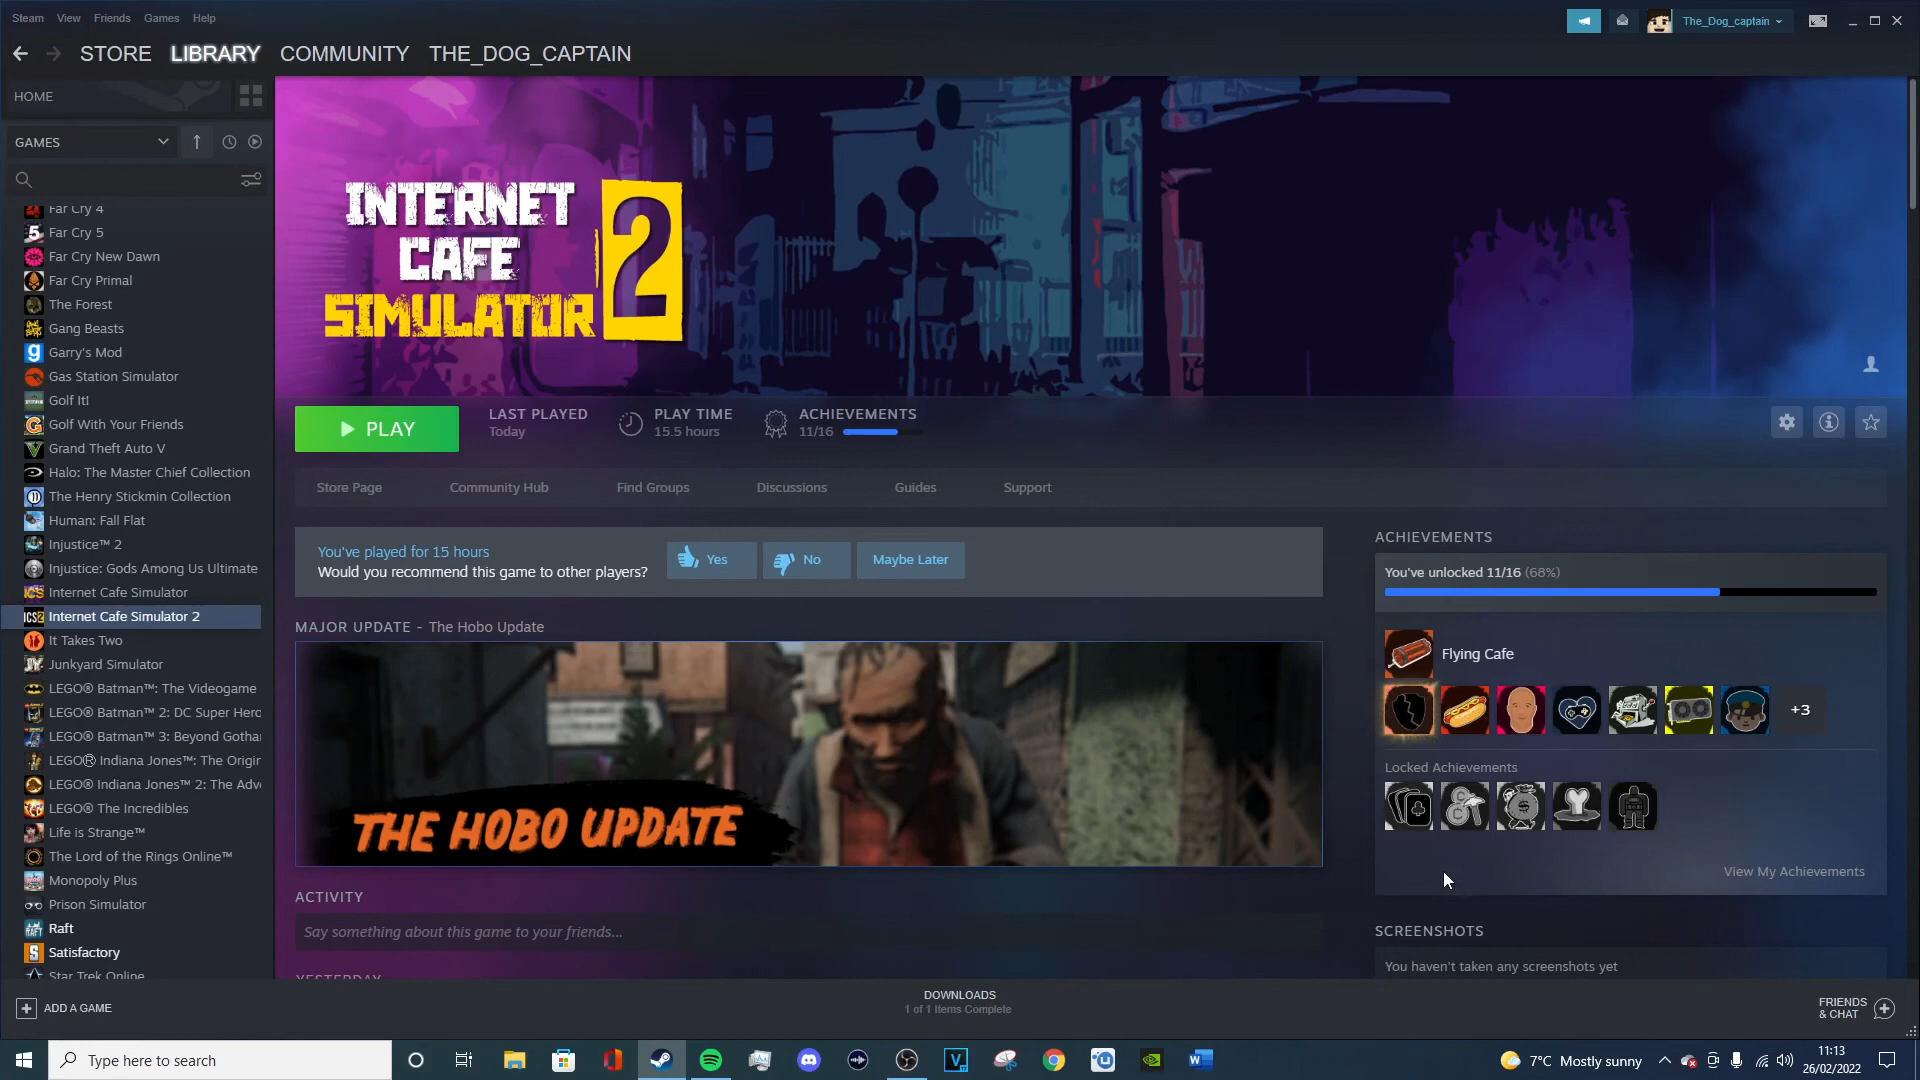 Steam View Friends Games Help
The_Dog_captain
STORE LIBRARY COMMUNITY THE_DOG_CAPTAIN
HOME
GAMES
Far Cry 4
Far Cry 5
Far Cry New Dawn
Far Cry Primal
The Forest
Gang Beasts
Garry's Mod
Gas Station Simulator
Golf It!
Golf With Your Friends
Grand Theft Auto V
Halo: The Master Chief Collection
The Henry Stickmin Collection
Human: Fall Flat
Injustice™ 2
Injustice: Gods Among Us Ultimate
Internet Cafe Simulator
Internet Cafe Simulator 2
It Takes Two
Junkyard Simulator
LEGO® Batman™: The Videogame
LEGO® Batman™ 2: DC Super Hero
LEGO® Batman™ 3: Beyond Gothar
LEGO® Indiana Jones™: The Origin
LEGO® Indiana Jones™ 2: The Adve
LEGO® The Incredibles
Life is Strange™
The Lord of the Rings Online™
Monopoly Plus
Prison Simulator
Raft
Satisfactory
Star Trek Online
ADD A GAME
INTERNET
CAFE
SIMULATOR 2
PLAY
LAST PLAYED
Today
PLAY TIME
15.5 hours
ACHIEVEMENTS
11/16
Store Page Community Hub Find Groups Discussions Guides Support
You've played for 15 hours
Would you recommend this game to other players?
Yes No Maybe Later
MAJOR UPDATE - The Hobo Update
THE HOBO UPDATE
ACTIVITY
Say something about this game to your friends...
YESTERDAY
ACHIEVEMENTS
You've unlocked 11/16 (68%)
Flying Cafe
+3
Locked Achievements
View My Achievements
SCREENSHOTS
You haven't taken any screenshots yet
DOWNLOADS
1 of 1 Items Complete
FRIENDS
& CHAT
Type here to search
7°C Mostly sunny
11:13
26/02/2022